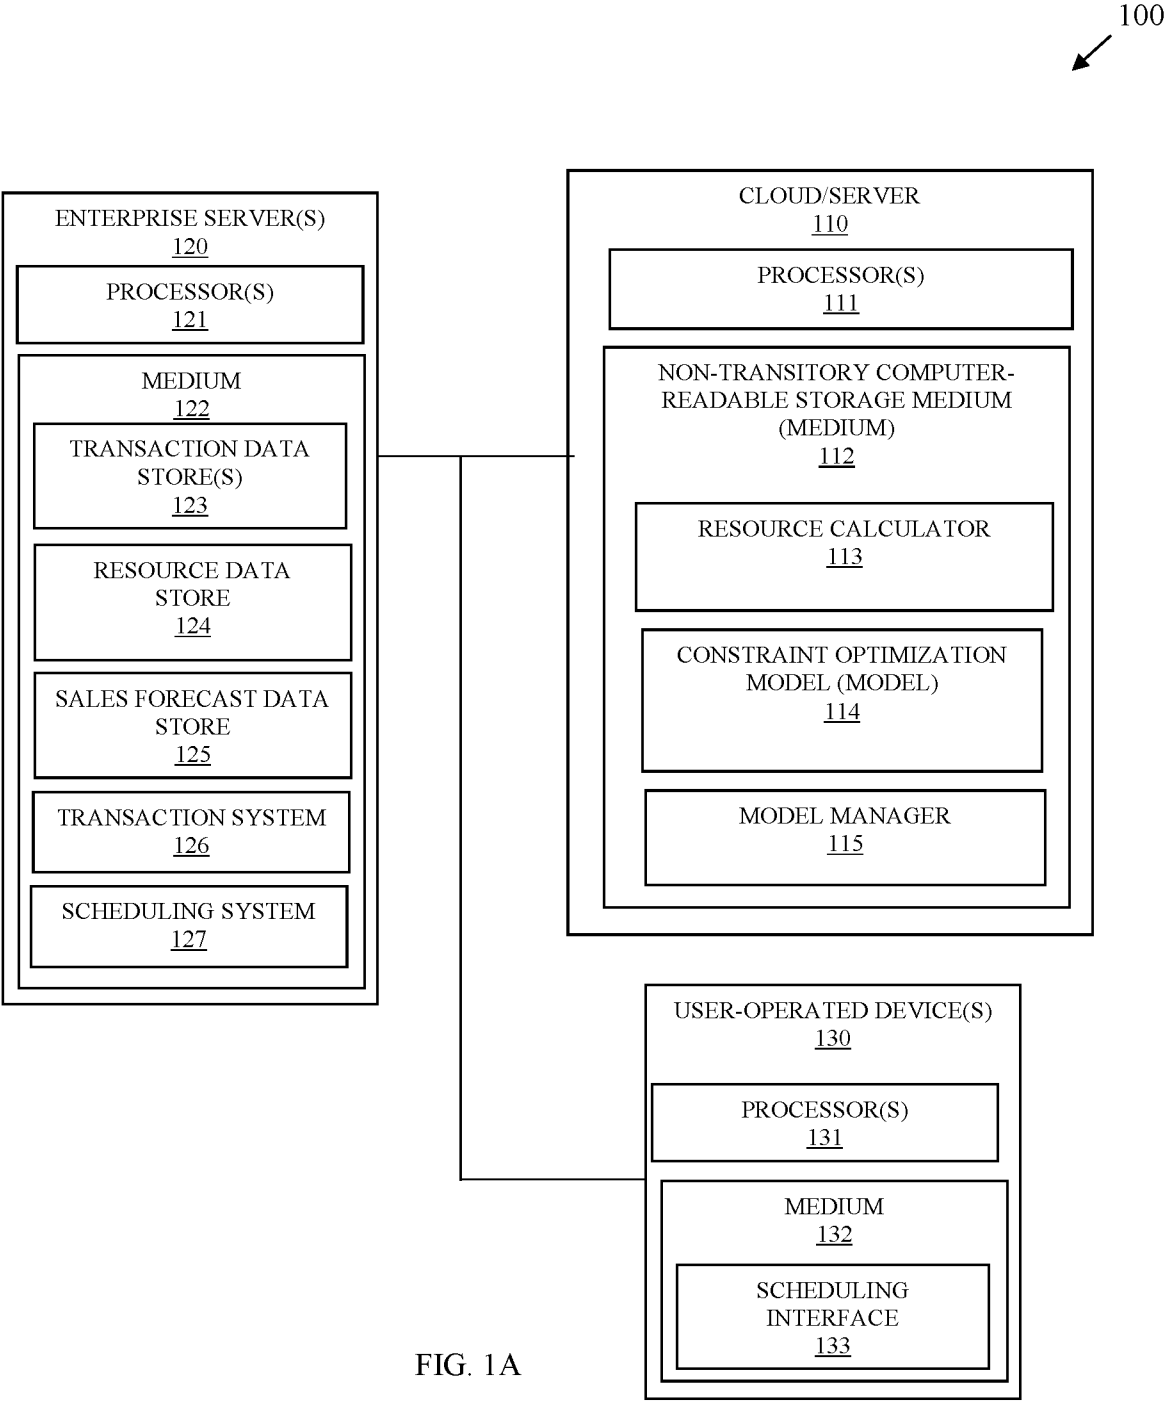 100
ENTERPRISE SERVER(S)
120
PROCESSOR(S)
121
MEDIUM
122
TRANSACTION DATA
STORE(S)
123
RESOURCE DATA
STORE
124
SALES FORECAST DATA
STORE
125
TRANSACTION SYSTEM
126
SCHEDULING SYSTEM
127
CLOUD/SERVER
110
PROCESSOR(S)
111
NON-TRANSITORY COMPUTER-
READABLE STORAGE MEDIUM
(MEDIUM)
112
RESOURCE CALCULATOR
113
CONSTRAINT OPTIMIZATION
MODEL (MODEL)
114
MODEL MANAGER
115
USER-OPERATED DEVICE(S)
130
PROCESSOR(S)
131
MEDIUM
132
SCHEDULING
INTERFACE
133
FIG. 1A